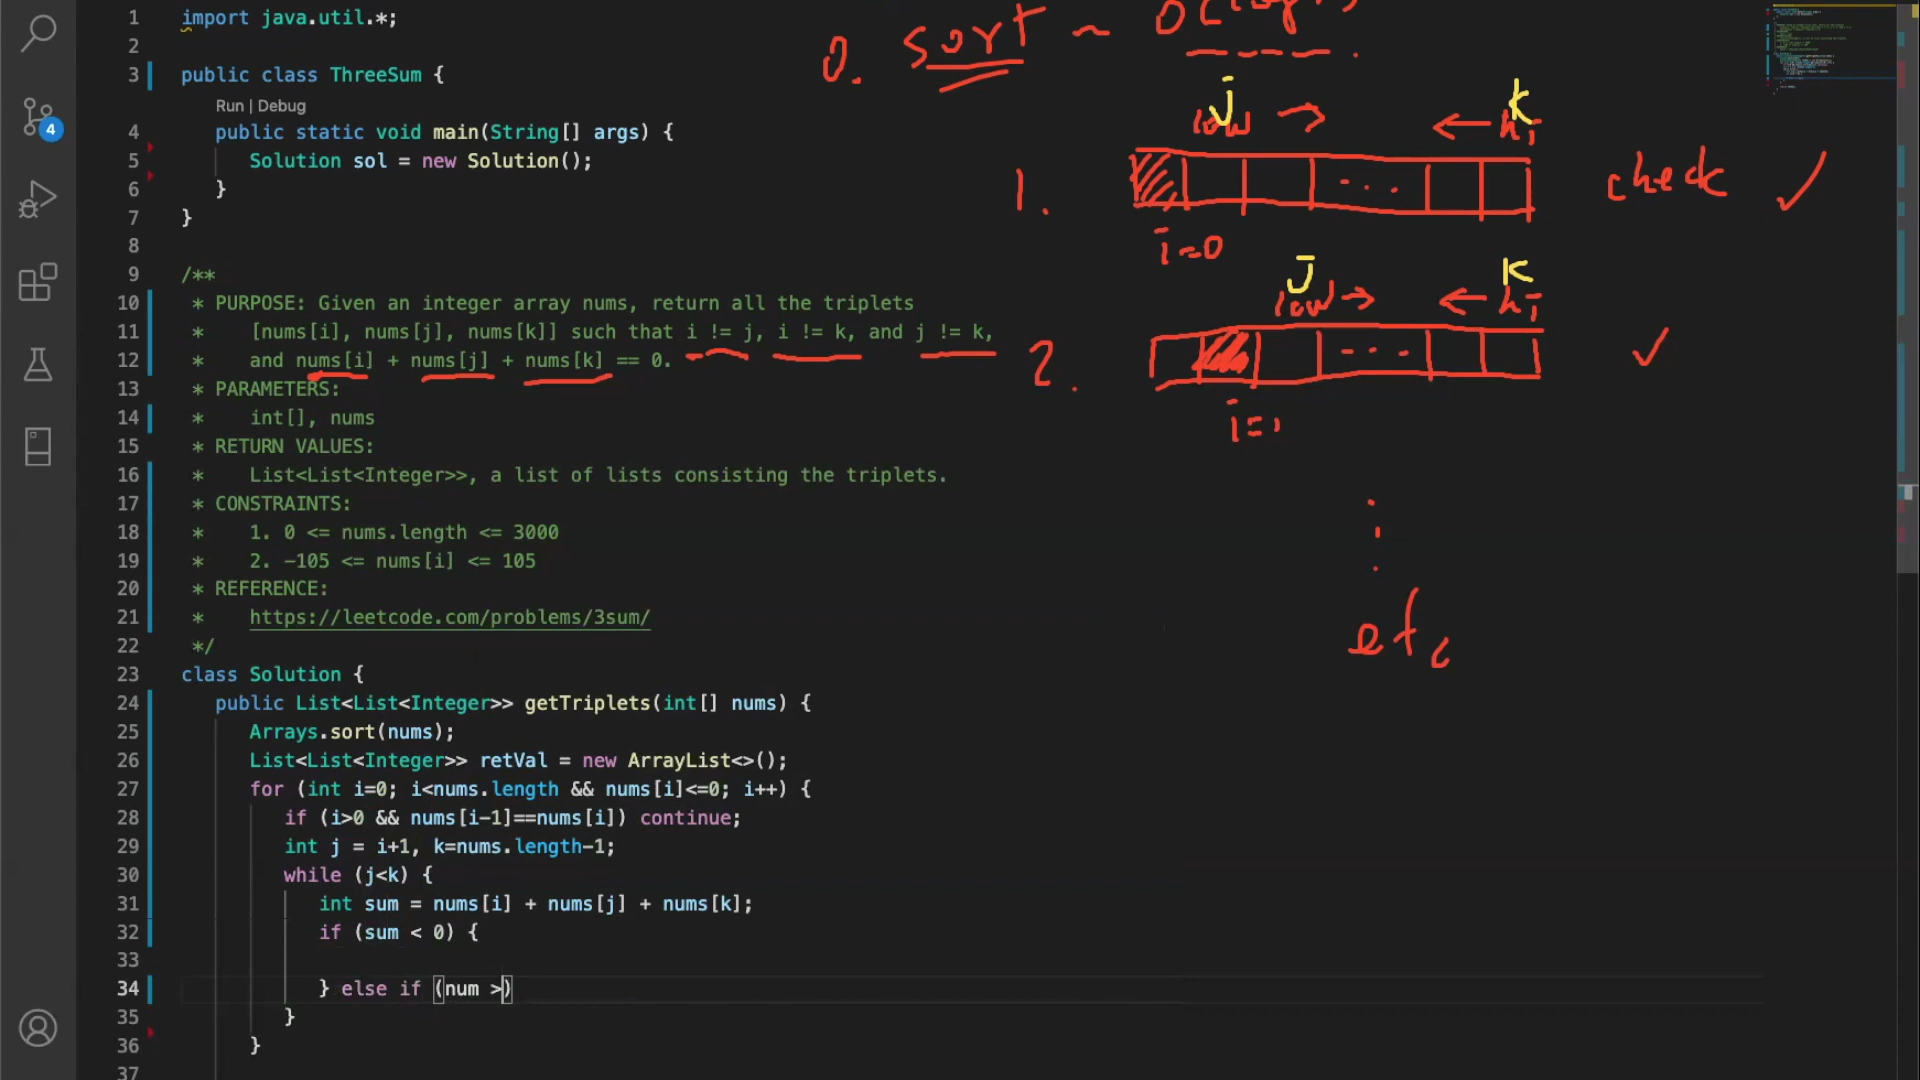 1 import java.util.*;
2
3 public class ThreeSum {
Run | Debug
4 public static void main(String[] args) {
5 Solution sol = new Solution();
6 }
7 }
8
9 /**
10 * PURPOSE: Given an integer array nums, return all the triplets
11 * [nums[i], nums[j], nums[k]] such that i != j, i != k, and j != k,
12 * and nums[i] + nums[j] + nums[k] == 0.
13 * PARAMETERS:
14 * int[], nums
15 * RETURN VALUES:
16 * List<List<Integer>>, a list of lists consisting the triplets.
17 * CONSTRAINTS:
18 * 1. 0 <= nums.length <= 3000
19 * 2. -105 <= nums[i] <= 105
20 * REFERENCE:
21 * https://leetcode.com/problems/3sum/
22 */
23 class Solution {
24 public List<List<Integer>> getTriplets(int[] nums) {
25 Arrays.sort(nums);
26 List<List<Integer>> retVal = new ArrayList<>();
27 for (int i=0; i<nums.length && nums[i]<=0; i++) {
28 if (i>0 && nums[i-1]==nums[i]) continue;
29 int j = i+1, k=nums.length-1;
30 while (j<k) {
31 int sum = nums[i] + nums[j] + nums[k];
32 if (sum < 0) {
33
34 } else if (num >)
35 }
36 }
37
4
0. sort ~
j k
low → ← hi
1. ... check ✓
i=0
j k
low → ← hi
2. ... ✓
i=1
etc